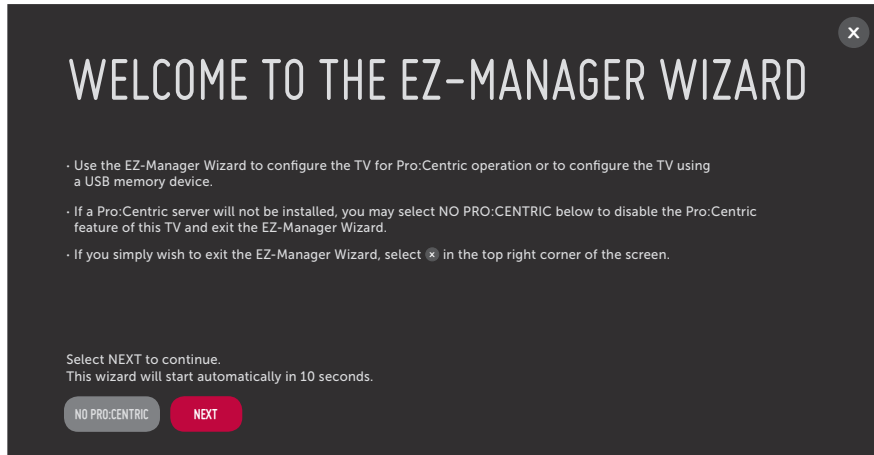 x
WELCOME TO THE EZ-MANAGER WIZARD
· Use the EZ-Manager Wizard to configure the TV for Pro:Centric operation or to configure the TV using
a USB memory device.
· If a Pro:Centric server will not be installed, you may select NO PRO:CENTRIC below to disable the Pro:Centric
feature of this TV and exit the EZ-Manager Wizard.
· If you simply wish to exit the EZ-Manager Wizard, select x in the top right corner of the screen.
Select NEXT to continue.
This wizard will start automatically in 10 seconds.
NO PRO:CENTRIC NEXT